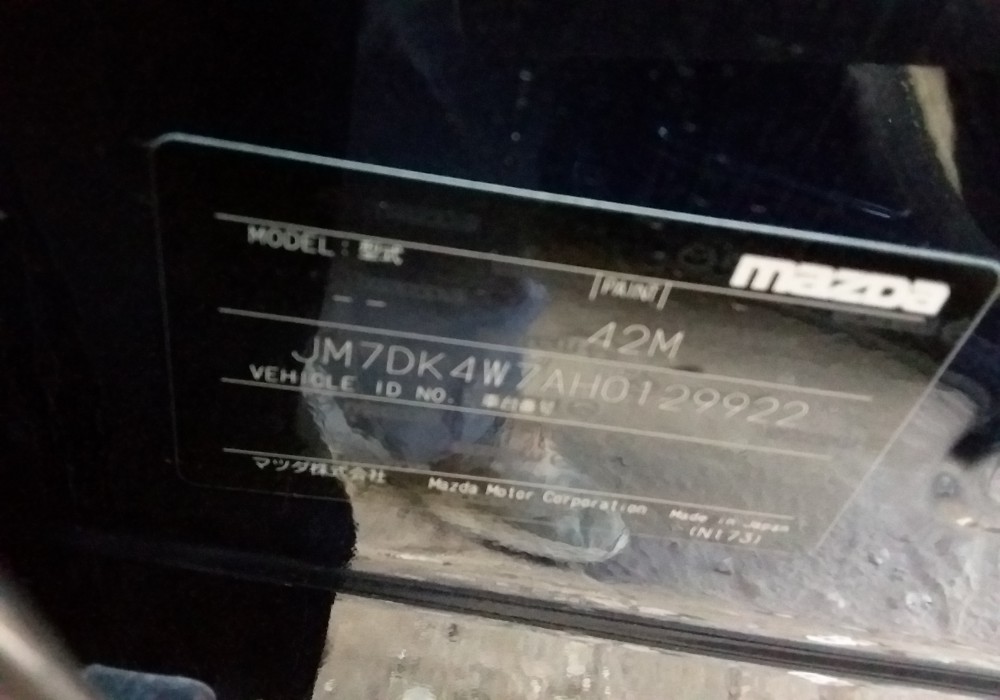 MODEL : 型式
mazda
PAINT
-- 42M
JM7DK4W7AH0129922
VEHICLE ID NO. 車台番号
マツダ株式会社 Mazda Motor Corporation Made in Japan
(N173)